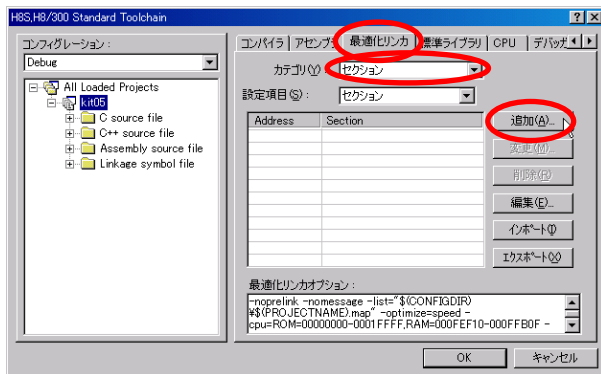 H8S,H8/300 Standard Toolchain
コンフィグレーション :
Debug
All Loaded Projects
kit05
C source file
C++ source file
Assembly source file
Linkage symbol file
コンパイラ アセンブラ 最適化リンカ 標準ライブラリ CPU デバッガ
カテゴリ(Y) : セクション
設定項目(S) : セクション
Address Section
追加(A)...
変更(M)...
削除(R)
編集(E)...
インポート(I)
エクスポート(X)
最適化リンカオプション :
-noprelink -nomessage -list="$(CONFIGDIR)
¥$(PROJECTNAME).map" -optimize=speed -
cpu=ROM=00000000-0001FFFF,RAM=000FEF10-000FFB0F -
OK キャンセル